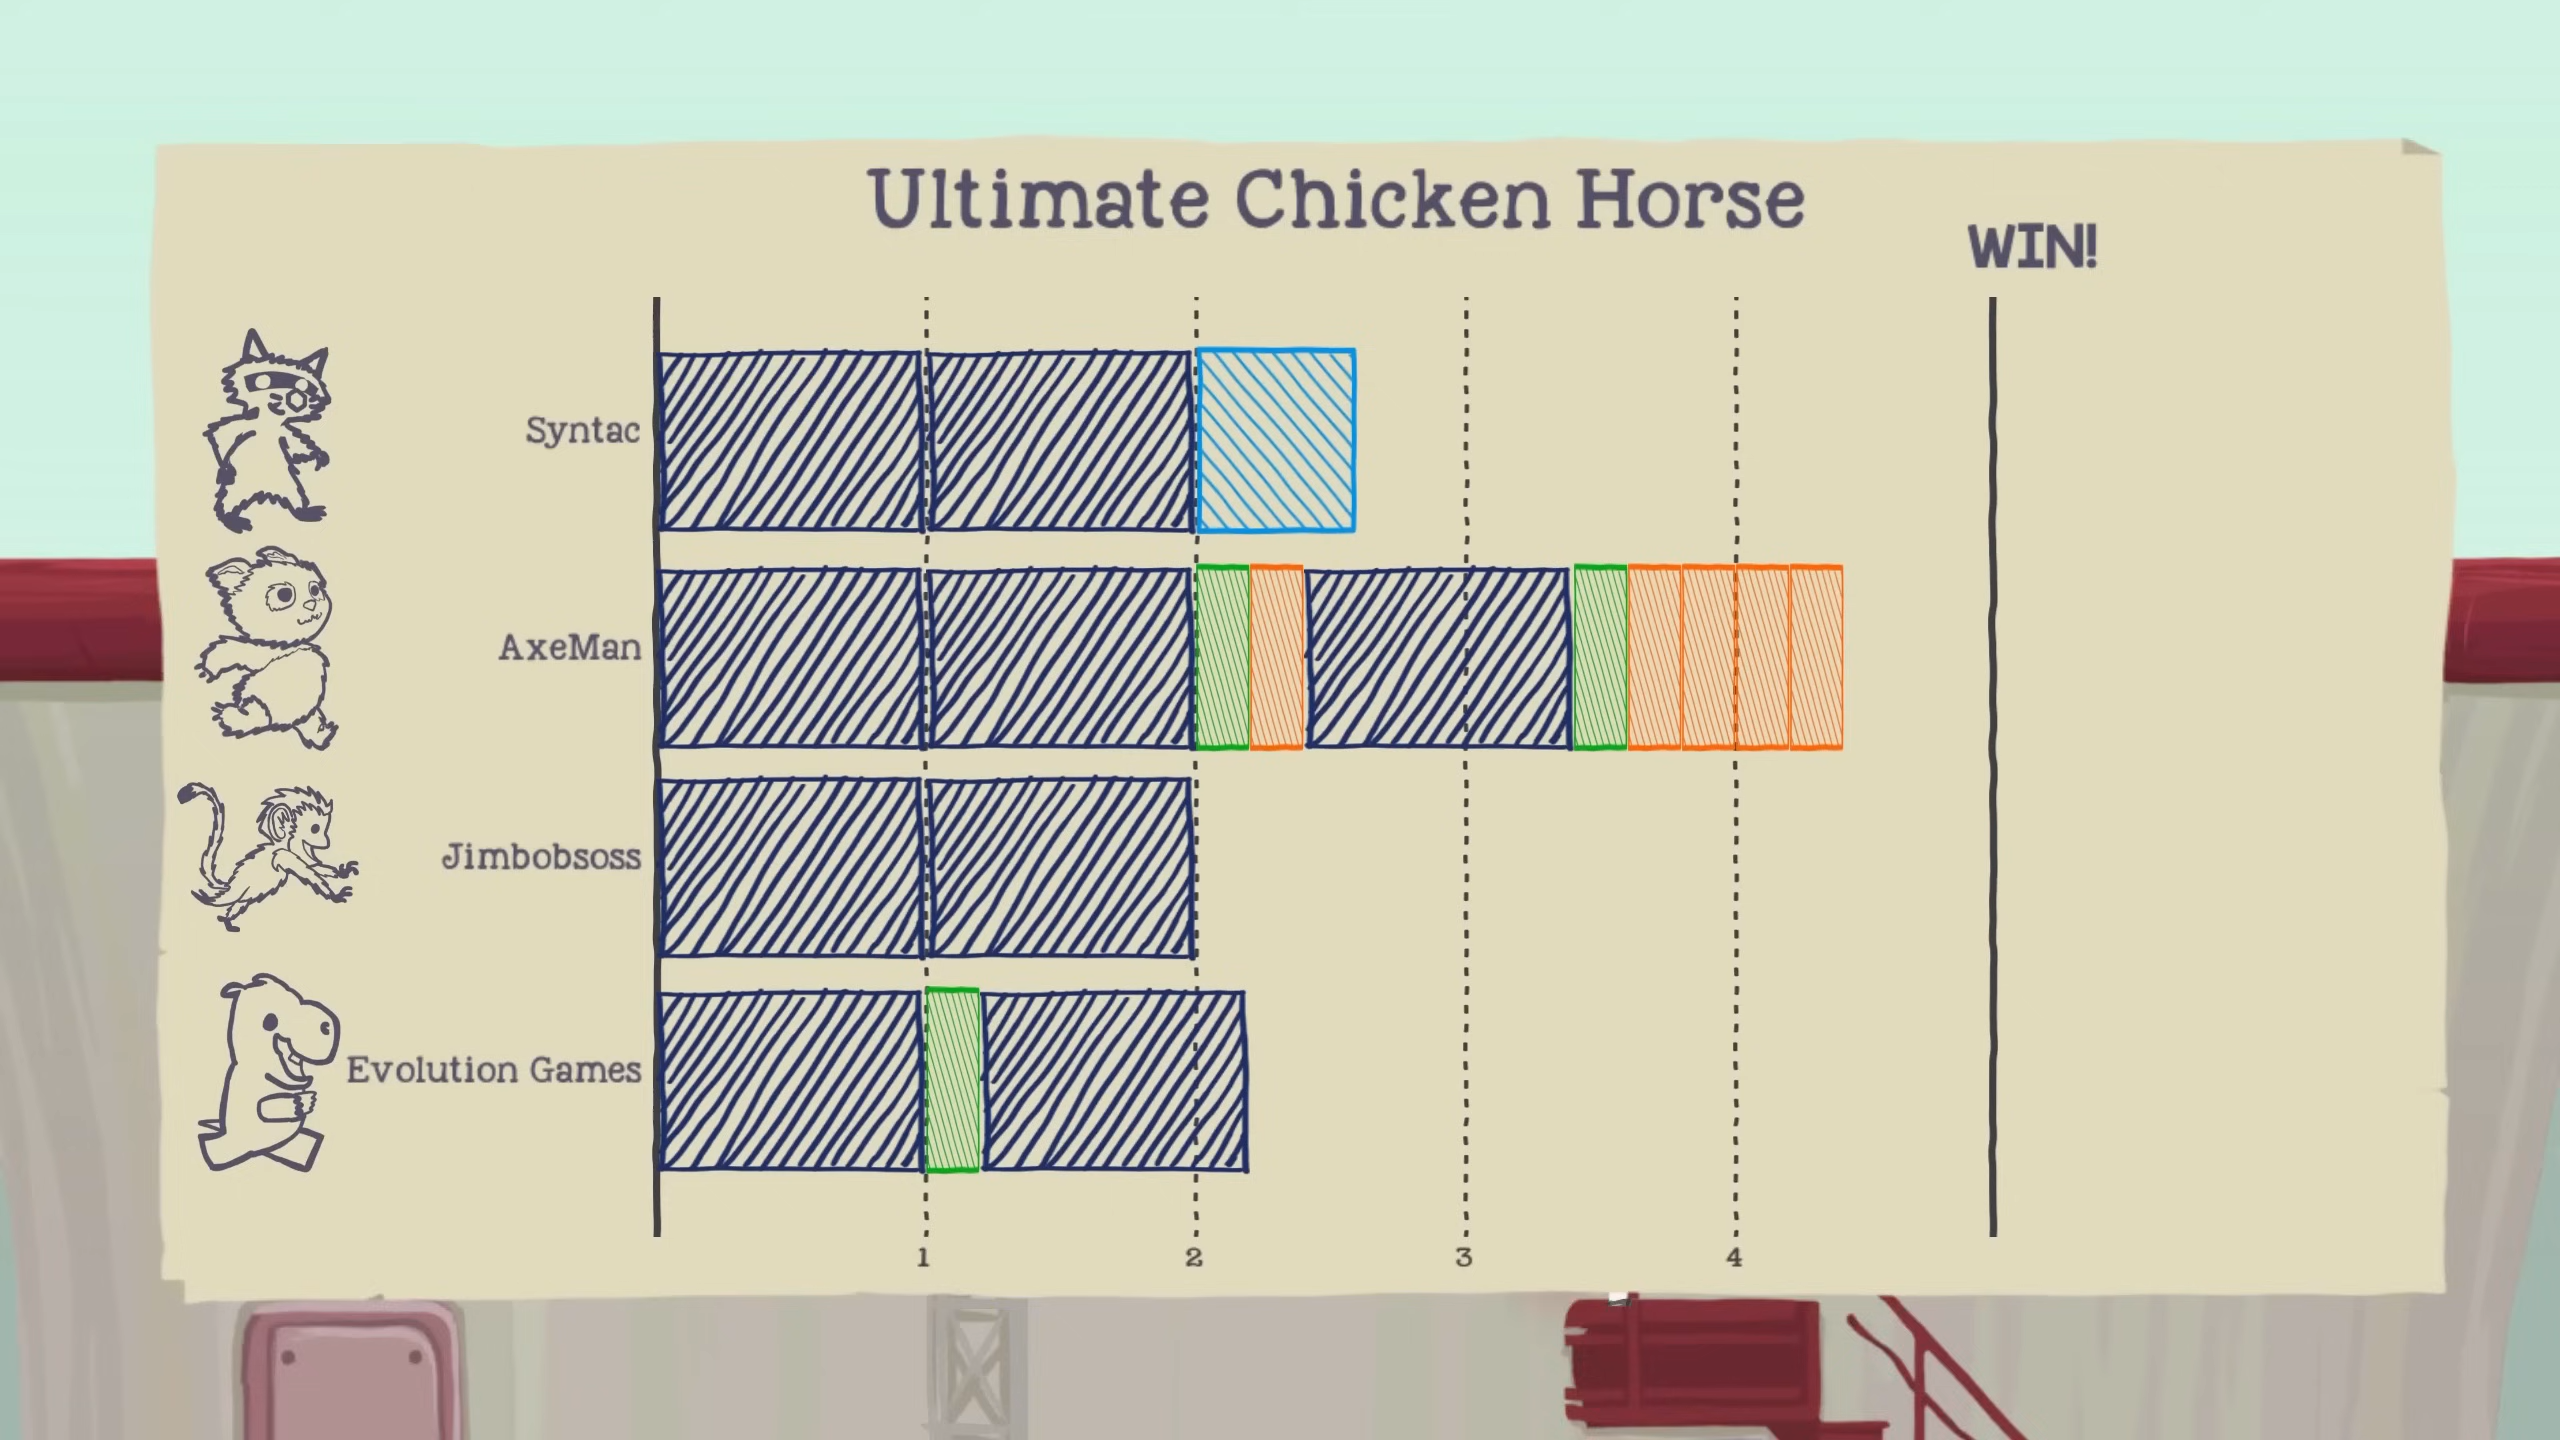 Ultimate Chicken Horse
WIN!
Syntac
AxeMan
Jimbobsoss
Evolution Games
1 2 3 4